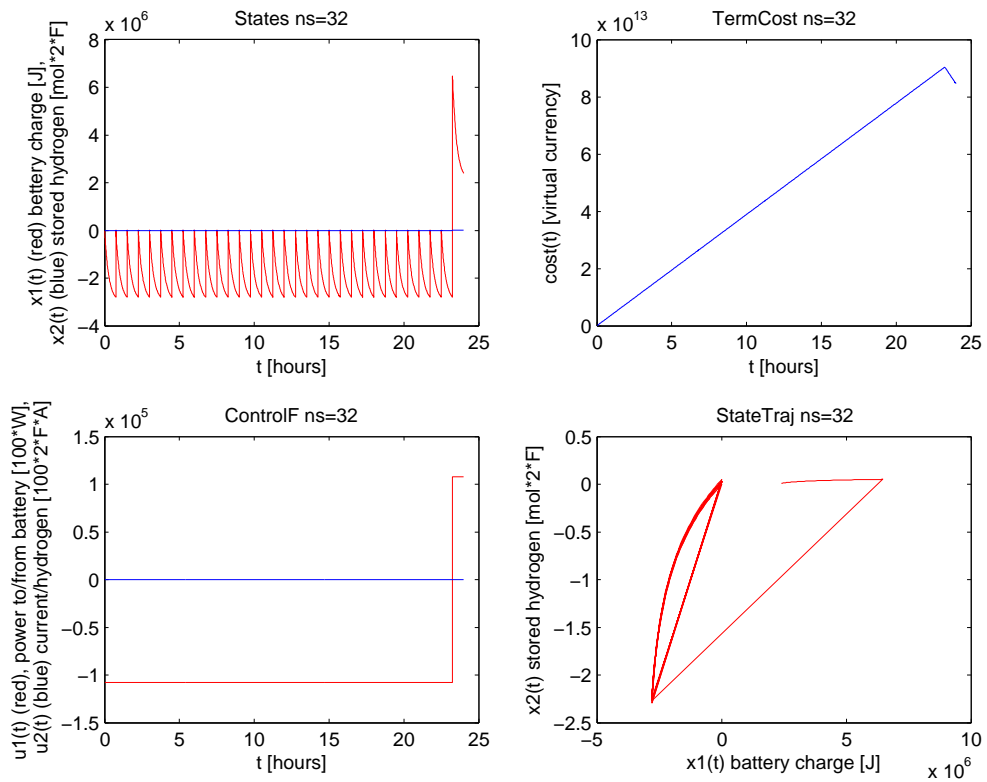 States ns=32
x 10^6
8
6
4
2
0
−2
−4
0 5 10 15 20 25
t [hours]
x1(t) (red) bettery charge [J],
x2(t) (blue) stored hydrogen [mol*2*F]
TermCost ns=32
x 10^13
10
8
6
4
2
0
0 5 10 15 20 25
t [hours]
cost(t) [virtual currency]
ControlF ns=32
x 10^5
1.5
1
0.5
0
−0.5
−1
−1.5
0 5 10 15 20 25
t [hours]
u1(t) (red), power to/from battery [100*W],
u2(t) (blue) current/hydrogen [100*2*F*A]
StateTraj ns=32
0.5
0
−0.5
−1
−1.5
−2
−2.5
−5 0 5 10
x1(t) battery charge [J]
x 10^6
x2(t) stored hydrogen [mol*2*F]